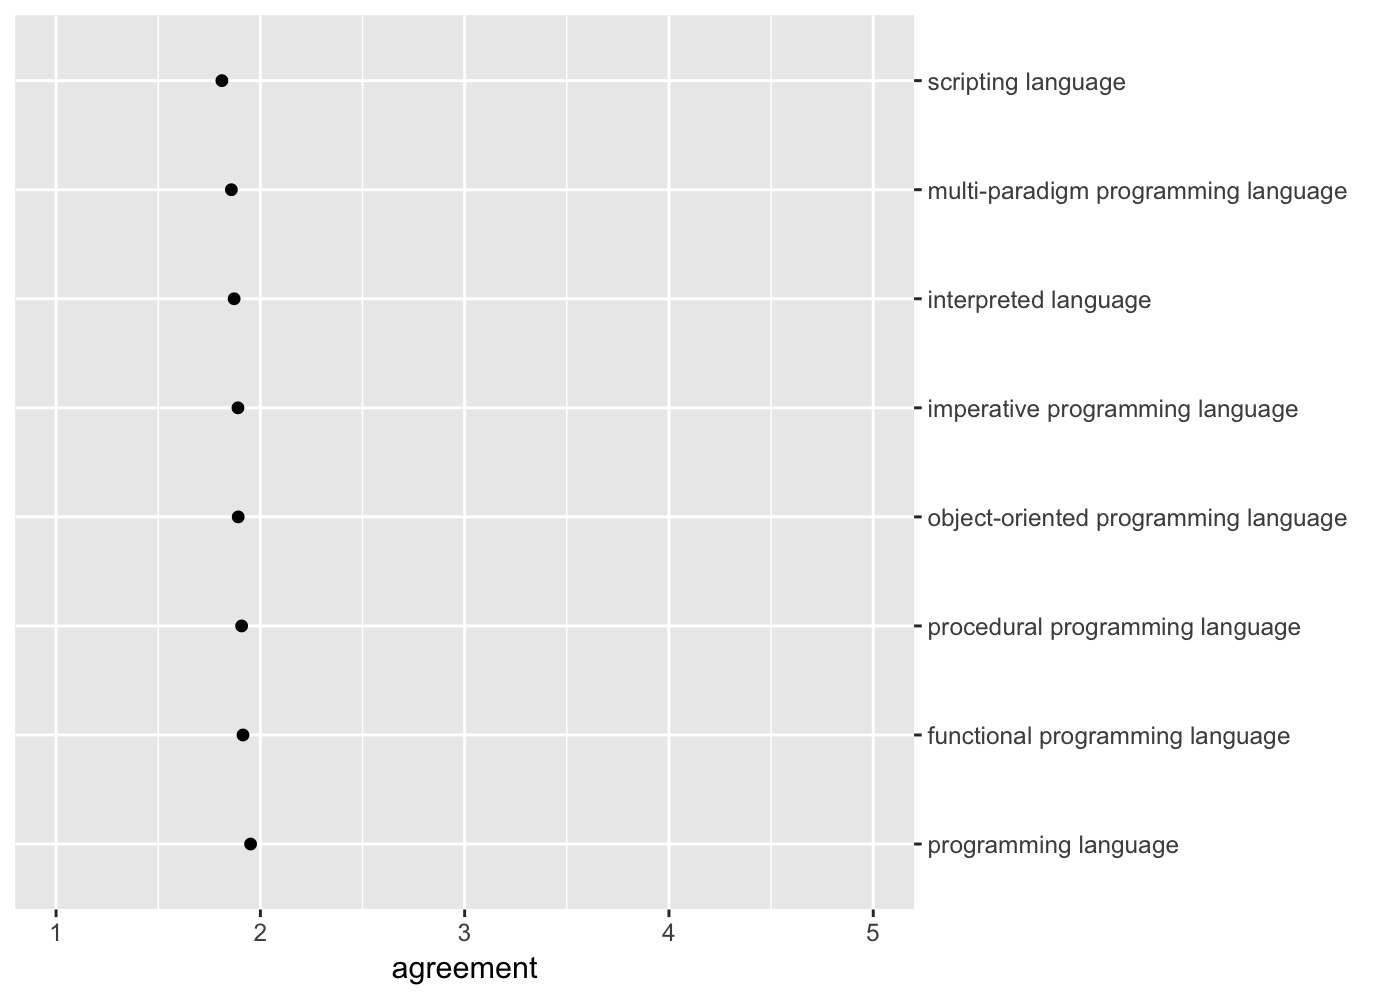 scripting language
multi-paradigm programming language
interpreted language
imperative programming language
object-oriented programming language
procedural programming language
functional programming language
programming language
1 2 3 4 5
agreement